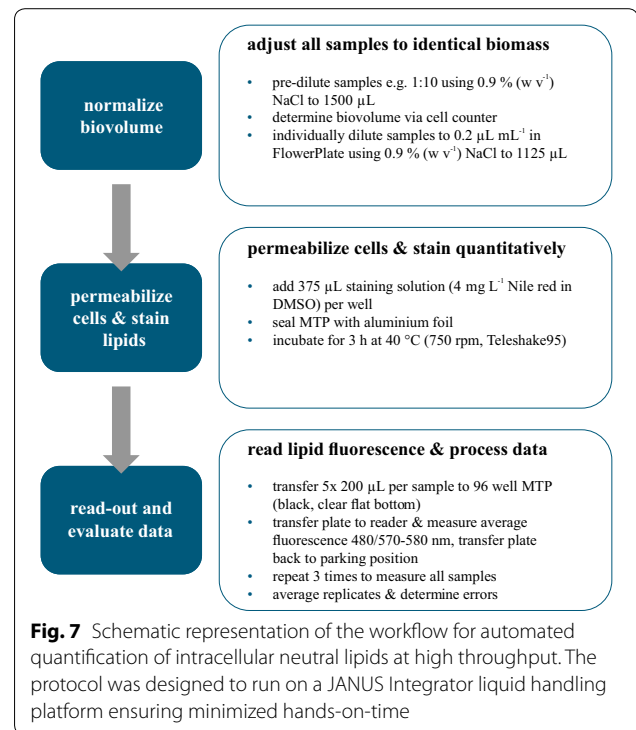 normalize
biovolume
adjust all samples to identical biomass
• pre-dilute samples e.g. 1:10 using 0.9 % (w v⁻¹)
NaCl to 1500 µL
• determine biovolume via cell counter
• individually dilute samples to 0.2 µL mL⁻¹ in
FlowerPlate using 0.9 % (w v⁻¹) NaCl to 1125 µL
permeabilize
cells & stain
lipids
permeabilize cells & stain quantitatively
• add 375 µL staining solution (4 mg L⁻¹ Nile red in
DMSO) per well
• seal MTP with aluminium foil
• incubate for 3 h at 40 °C (750 rpm, Teleshake95)
read-out and
evaluate data
read lipid fluorescence & process data
• transfer 5x 200 µL per sample to 96 well MTP
(black, clear flat bottom)
• transfer plate to reader & measure average
fluorescence 480/570-580 nm, transfer plate
back to parking position
• repeat 3 times to measure all samples
• average replicates & determine errors
Fig. 7 Schematic representation of the workflow for automated
quantification of intracellular neutral lipids at high throughput. The
protocol was designed to run on a JANUS Integrator liquid handling
platform ensuring minimized hands-on-time